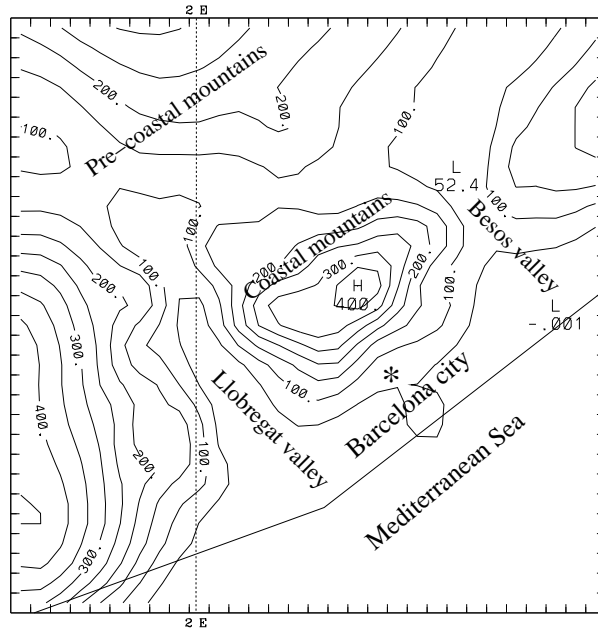 2 E
200.
Pre-coastal mountains
200.
100.
100.
L
52.4
100.
Besos valley
100.
Coastal mountains
200.
300.
200.
100.
200.
H
400.
100.
L
-.001
300.
100.
*
Barcelona city
Llobregat valley
400.
100.
200.
Mediterranean Sea
300.
2 E